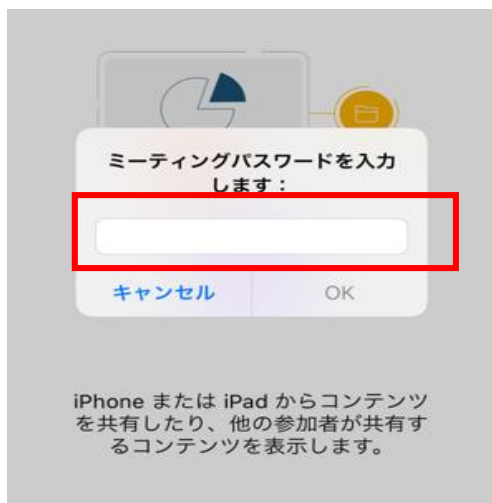 ミーティングパスワードを入力
します：
キャンセル
OK
iPhone または iPad からコンテンツ
を共有したり、他の参加者が共有す
るコンテンツを表示します。